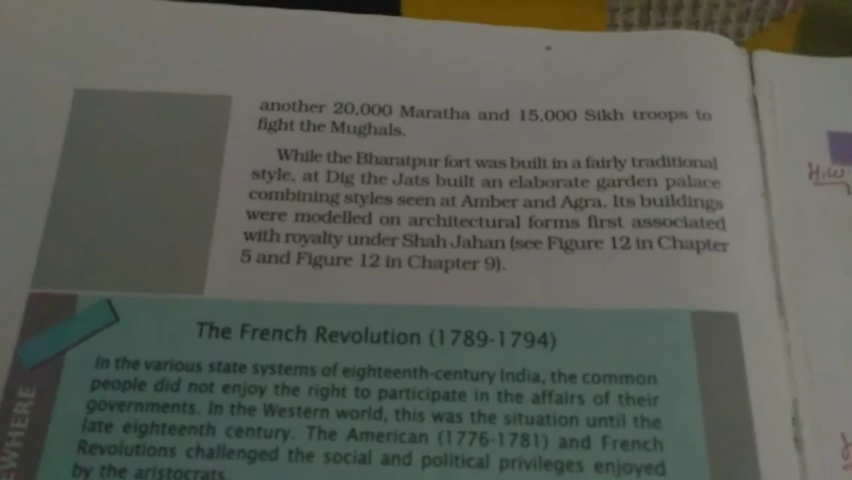 another 20,000 Maratha and 15,000 Sikh troops to
fight the Mughals.
While the Bharatpur fort was built in a fairly traditional
style, at Dig the Jats built an elaborate garden palace
combining styles seen at Amber and Agra. Its buildings
were modelled on architectural forms first associated
with royalty under Shah Jahan (see Figure 12 in Chapter
5 and Figure 12 in Chapter 9).
H.W
The French Revolution (1789-1794)
In the various state systems of eighteenth-century India, the common
people did not enjoy the right to participate in the affairs of their
governments. In the Western world, this was the situation until the
late eighteenth century. The American (1776-1781) and French
Revolutions challenged the social and political privileges enjoyed
by the aristocrats.